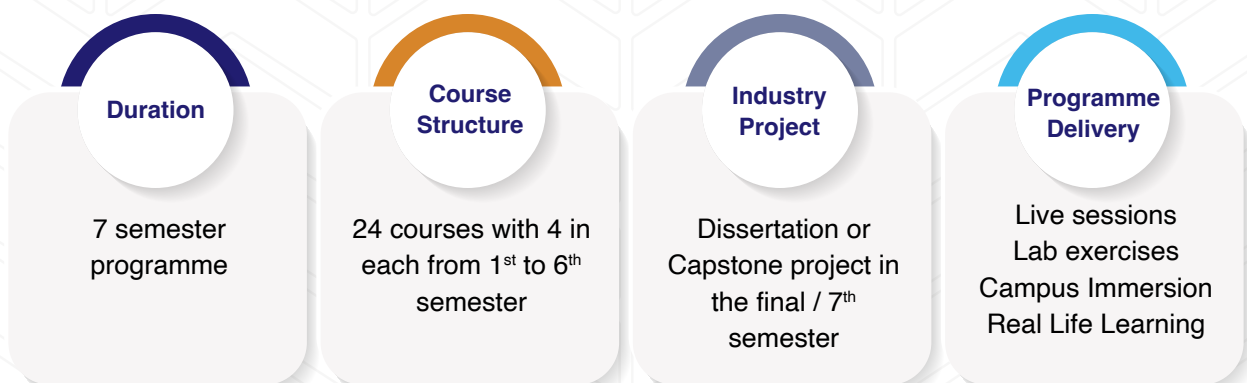 Duration
7 semester
programme
Course
Structure
24 courses with 4 in
each from 1st to 6th
semester
Industry
Project
Dissertation or
Capstone project in
the final / 7th
semester
Programme
Delivery
Live sessions
Lab exercises
Campus Immersion
Real Life Learning